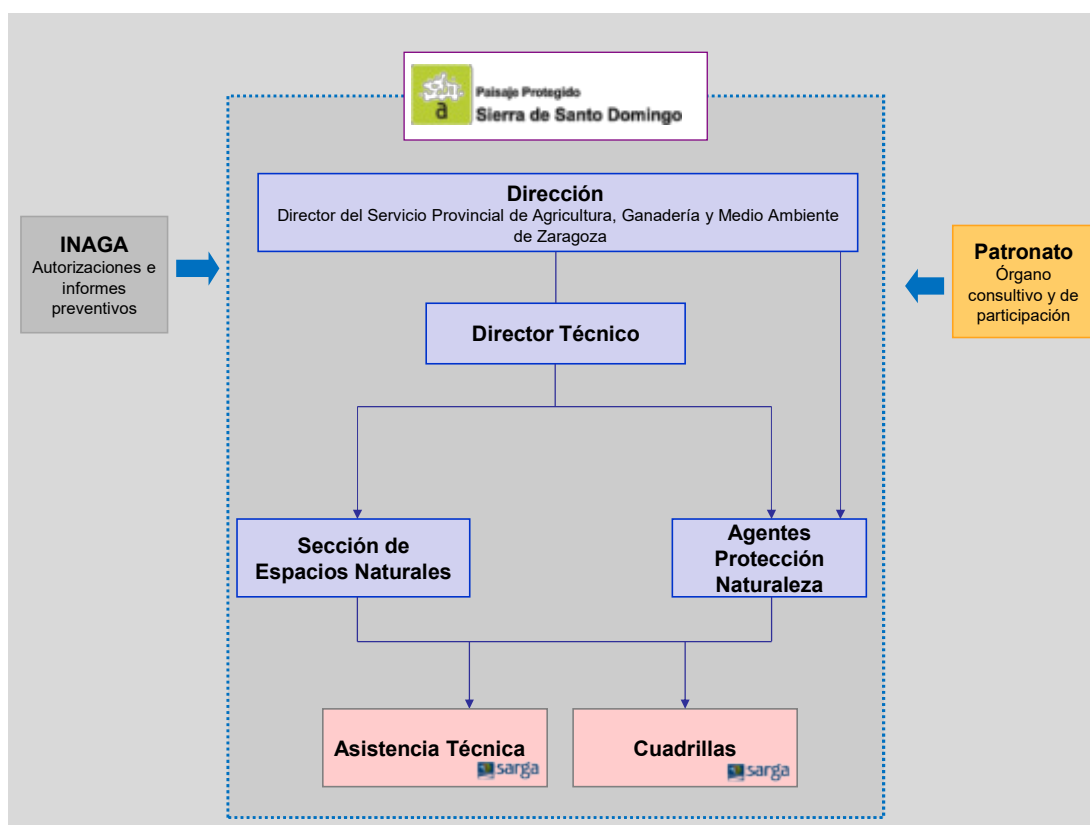 a
Paisaje Protegido
Sierra de Santo Domingo
Dirección
Director del Servicio Provincial de Agricultura, Ganadería y Medio Ambiente
de Zaragoza
INAGA
Autorizaciones e
informes
preventivos
Patronato
Órgano
consultivo y de
participación
Director Técnico
Sección de
Espacios Naturales
Agentes
Protección
Naturaleza
Asistencia Técnica
sarga
Cuadrillas
sarga